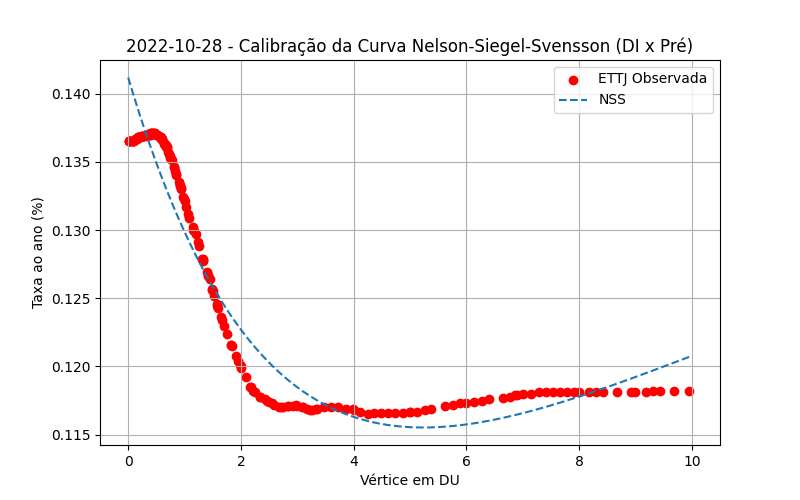 2022-10-28 - Calibração da Curva Nelson-Siegel-Svensson (DI x Pré)
ETTJ Observada
NSS
Taxa ao ano (%)
0.140
0.135
0.130
0.125
0.120
0.115
0
2
4
6
8
10
Vértice em DU